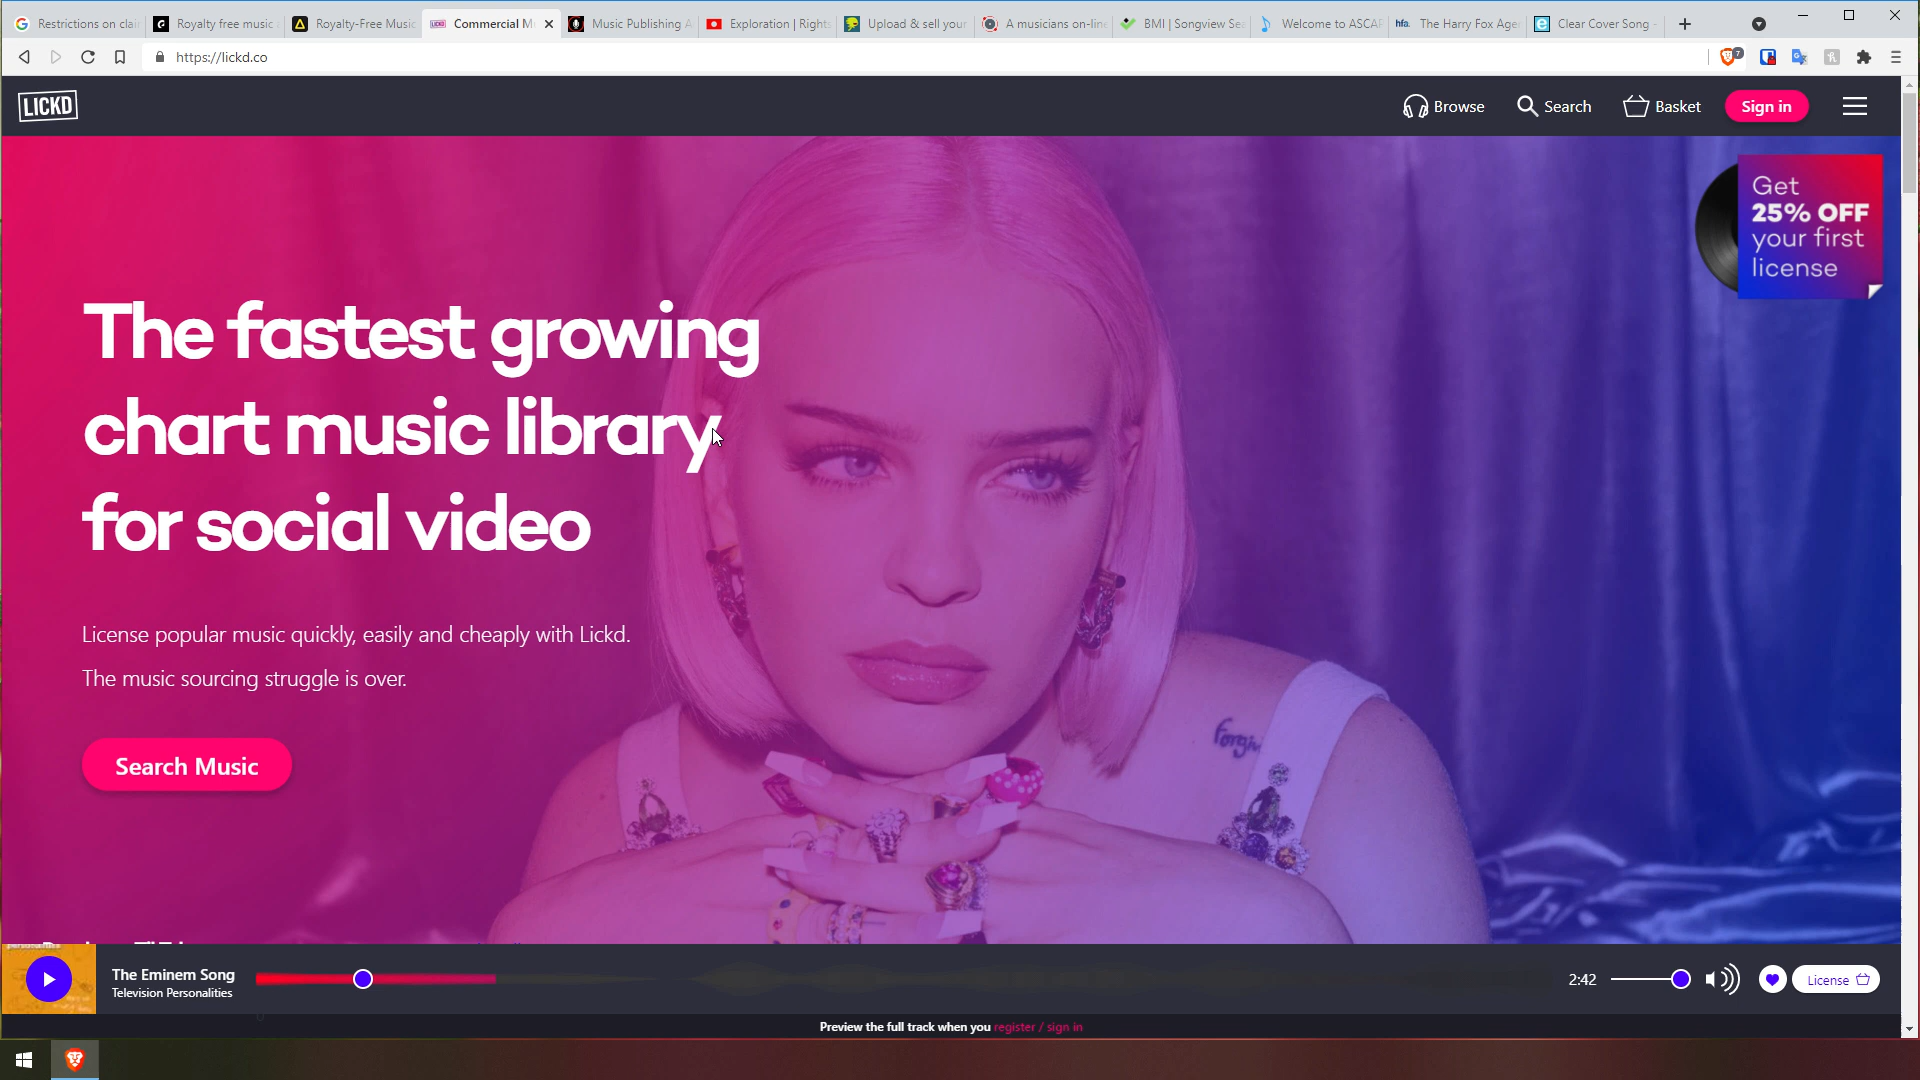 Restrictions on clai
Royalty free music a
Royalty-Free Music
Commercial M
Music Publishing A
Exploration | Rights
Upload & sell your
A musicians on-line
BMI | Songview Sea
Welcome to ASCAP
hfa.
The Harry Fox Age
Clear Cover Song -
https://lickd.co
7
LICKD
Browse
Search
Basket
Sign in
Get
25% OFF
your first
license
The fastest growing
chart music library
for social video
License popular music quickly, easily and cheaply with Lickd.
The music sourcing struggle is over.
Search Music
The Eminem Song
Television Personalities
2:42
License
Preview the full track when you register / sign in